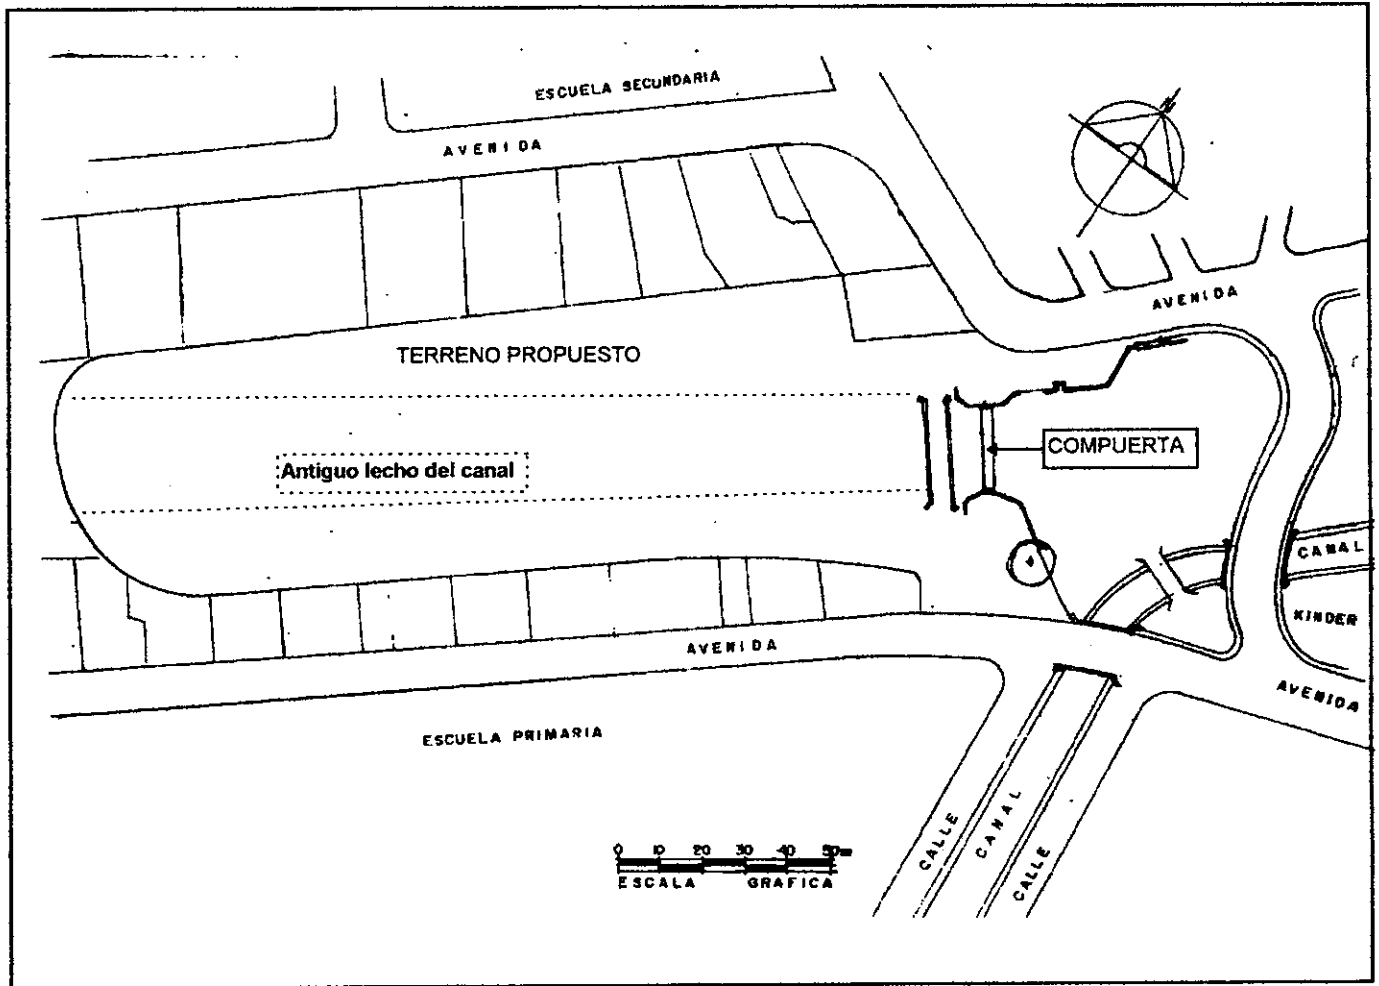 ESCUELA SECUNDARIA
AVENIDA
N
AVENIDA
TERRENO PROPUESTO
COMPUERTA
Antiguo lecho del canal
CANAL
KINDER
AVENIDA
AVENIDA
ESCUELA PRIMARIA
CALLE
CANAL
CALLE
0 10 20 30 40 50m
ESCALA GRAFICA